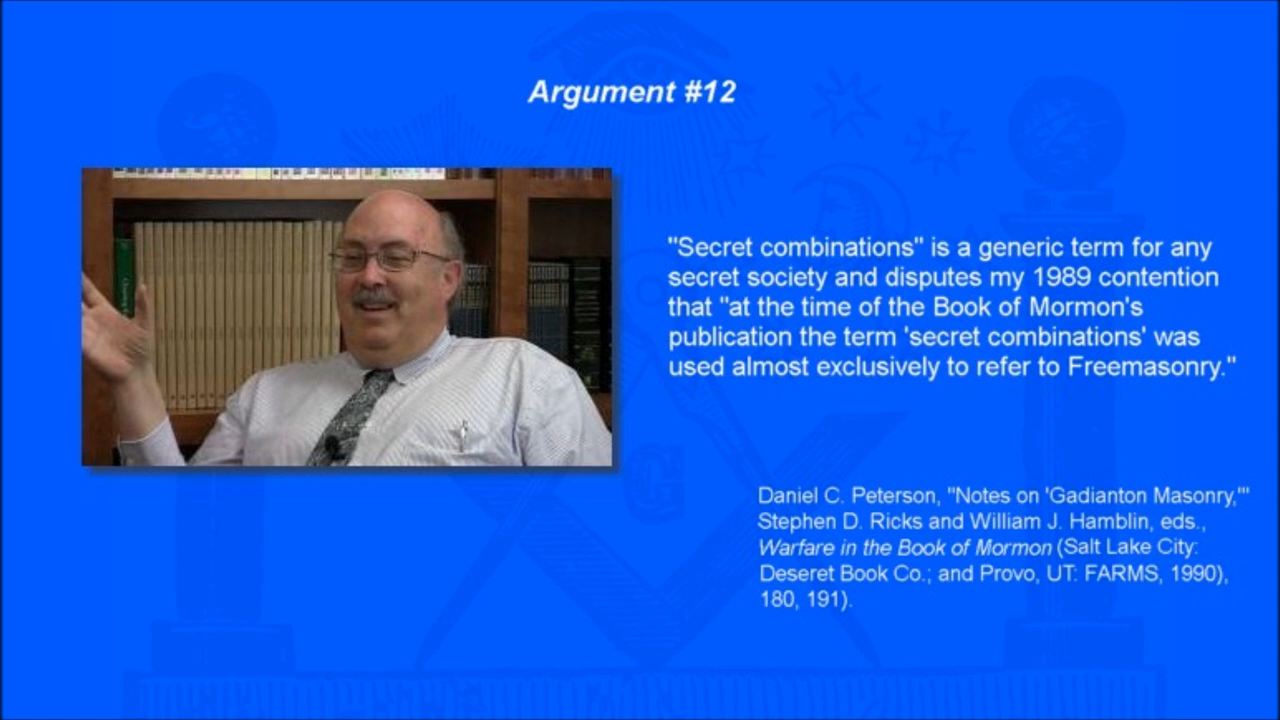 Argument #12
"Secret combinations" is a generic term for any
secret society and disputes my 1989 contention
that "at the time of the Book of Mormon's
publication the term 'secret combinations' was
used almost exclusively to refer to Freemasonry."
Daniel C. Peterson, "Notes on 'Gadianton Masonry,'"
Stephen D. Ricks and William J. Hamblin, eds.,
Warfare in the Book of Mormon (Salt Lake City:
Deseret Book Co.; and Provo, UT: FARMS, 1990),
180, 191).
G